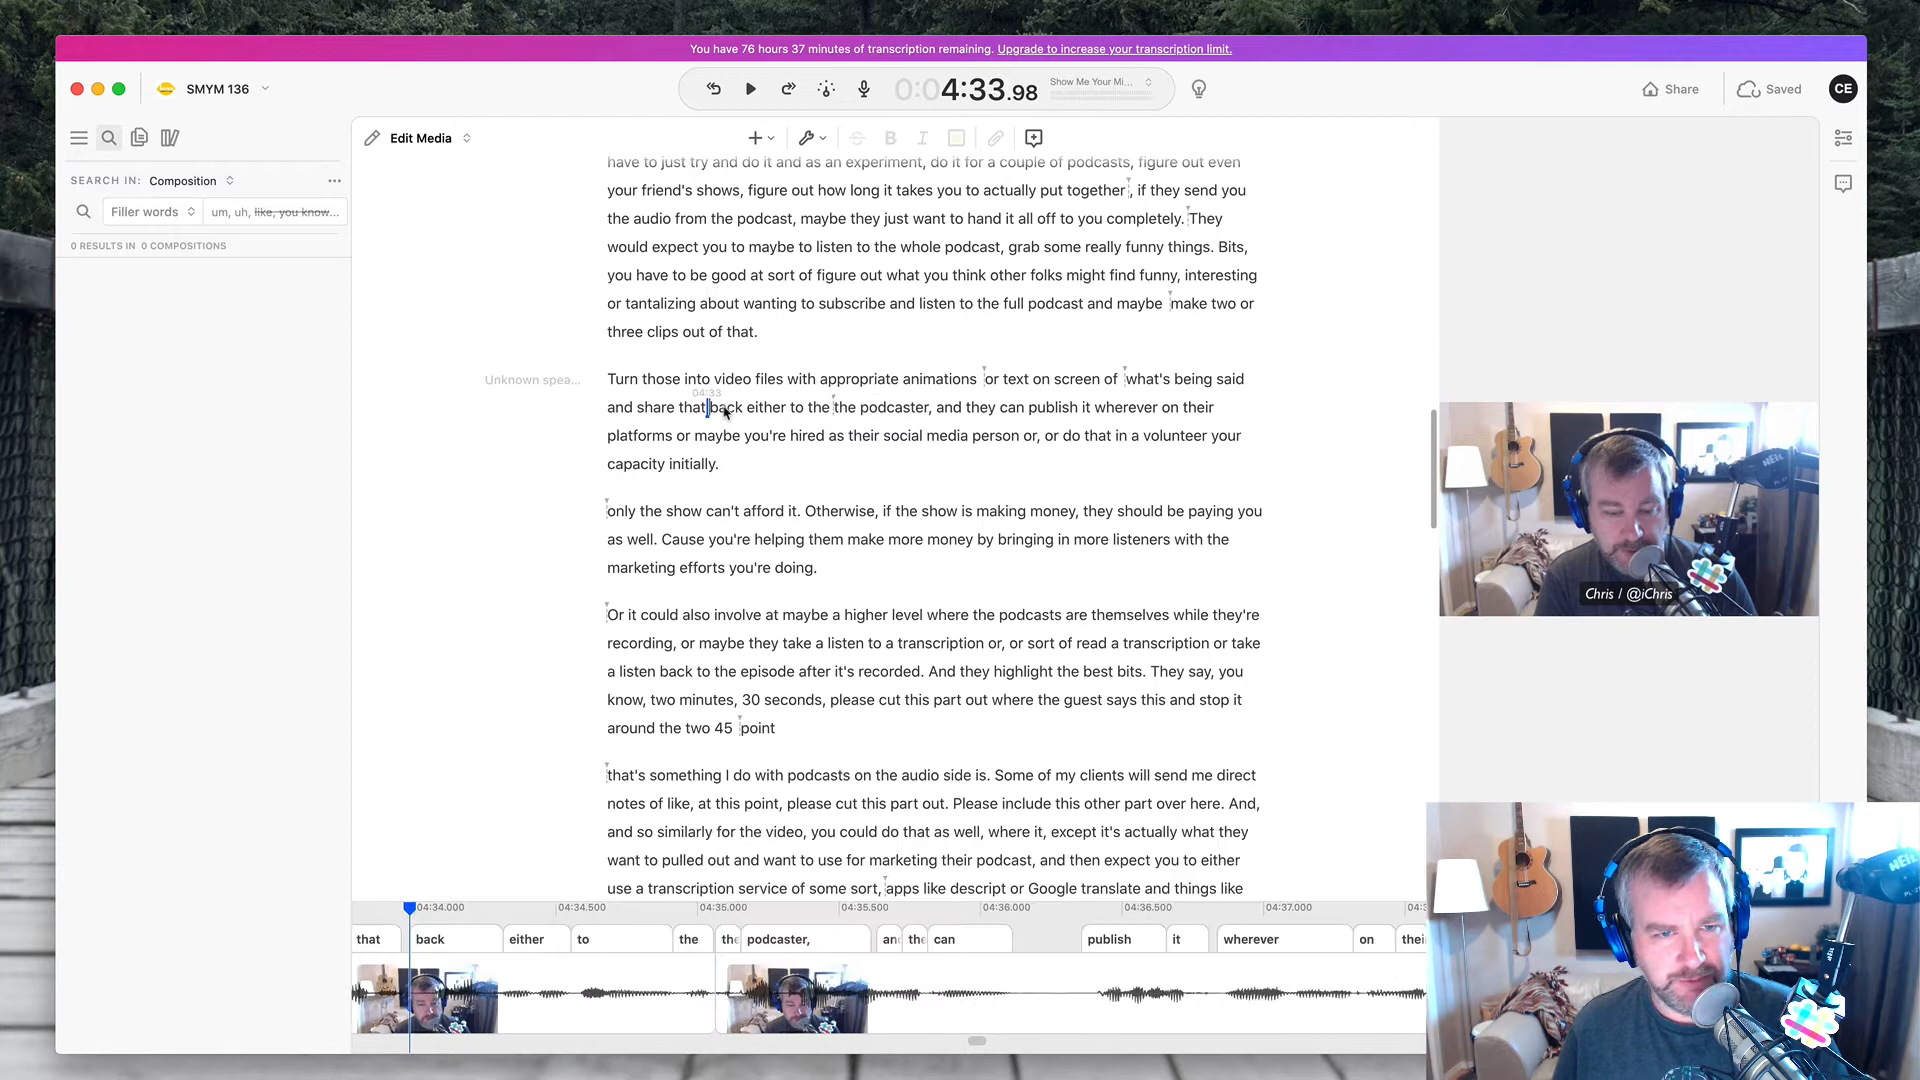 You have 76 hours 37 minutes of transcription remaining. Upgrade to increase your transcription limit.
SMYM 136
0:04:33.98
Show Me Your Mi...
Share
Saved
CE
Edit Media
B
I
SEARCH IN: Composition
Filler words
um, uh, like, you know...
0 RESULTS IN 0 COMPOSITIONS
have to just try and do it and as an experiment, do it for a couple of podcasts, figure out even
your friend's shows, figure out how long it takes you to actually put together , if they send you
the audio from the podcast, maybe they just want to hand it all off to you completely. They
would expect you to maybe to listen to the whole podcast, grab some really funny things. Bits,
you have to be good at sort of figure out what you think other folks might find funny, interesting
or tantalizing about wanting to subscribe and listen to the full podcast and maybe make two or
three clips out of that.
Unknown spea...
Turn those into video files with appropriate animations or text on screen of what's being said
04:33
and share that back either to the the podcaster, and they can publish it wherever on their
platforms or maybe you're hired as their social media person or, or do that in a volunteer your
capacity initially.
only the show can't afford it. Otherwise, if the show is making money, they should be paying you
as well. Cause you're helping them make more money by bringing in more listeners with the
marketing efforts you're doing.
Or it could also involve at maybe a higher level where the podcasts are themselves while they're
recording, or maybe they take a listen to a transcription or, or sort of read a transcription or take
a listen back to the episode after it's recorded. And they highlight the best bits. They say, you
know, two minutes, 30 seconds, please cut this part out where the guest says this and stop it
around the two 45 point
that's something I do with podcasts on the audio side is. Some of my clients will send me direct
notes of like, at this point, please cut this part out. Please include this other part over here. And,
and so similarly for the video, you could do that as well, where it, except it's actually what they
want to pulled out and want to use for marketing their podcast, and then expect you to either
use a transcription service of some sort, apps like descript or Google translate and things like
Chris / @iChris
04:34.000
04:34.500
04:35.000
04:35.500
04:36.000
04:36.500
04:37.000
that
back
either
to
the
the
podcaster,
can
publish
it
wherever
on